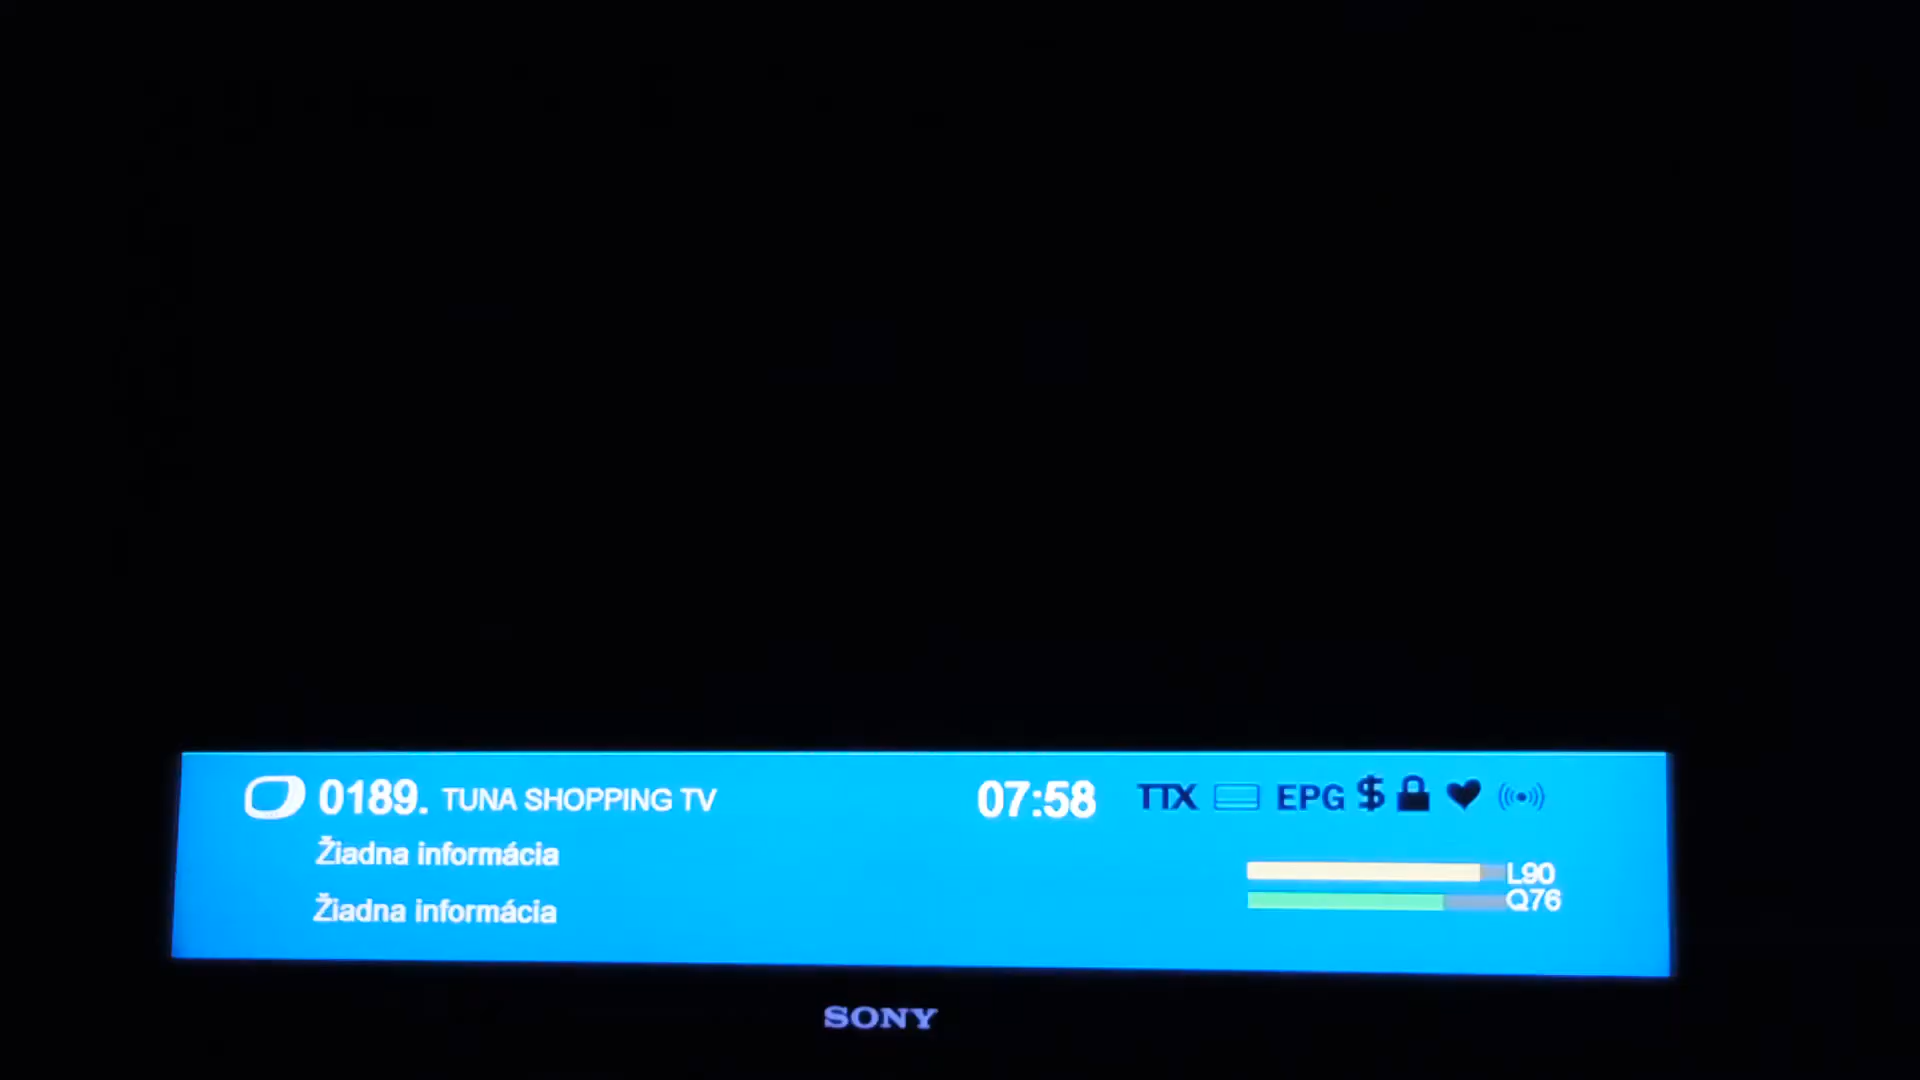 0189. TUNA SHOPPING TV 07:58 TTX EPG $
Žiadna informácia
L90
Žiadna informácia
Q76
SONY